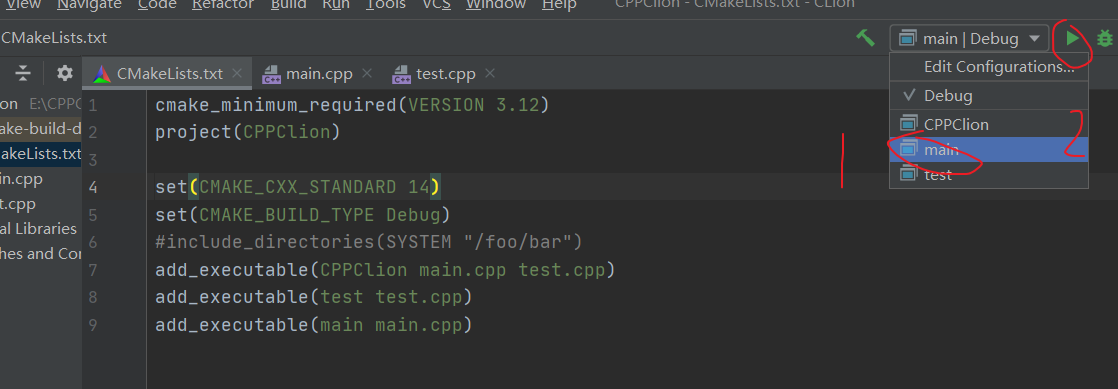 View Navigate Code Refactor Build Run Tools VCS Window Help
CPPClion - CMakeLists.txt - CLion
CMakeLists.txt
main | Debug
CMakeLists.txt
main.cpp
test.cpp
Edit Configurations...
Debug
CPPClion
main
test
on E:\CPPC
ake-build-d
akeLists.txt
in.cpp
t.cpp
al Libraries
hes and Cor
1 cmake_minimum_required(VERSION 3.12)
2 project(CPPClion)
3
4 set(CMAKE_CXX_STANDARD 14)
5 set(CMAKE_BUILD_TYPE Debug)
6 #include_directories(SYSTEM "/foo/bar")
7 add_executable(CPPClion main.cpp test.cpp)
8 add_executable(test test.cpp)
9 add_executable(main main.cpp)